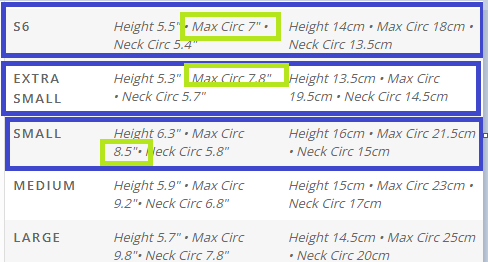 S6
Height 5.5" • Max Circ 7" •
Neck Circ 5.4"
Height 14cm • Max Circ 18cm •
Neck Circ 13.5cm
EXTRA
SMALL
Height 5.3" • Max Circ 7.8"
• Neck Circ 5.7"
Height 13.5cm • Max Circ
19.5cm • Neck Circ 14.5cm
SMALL
Height 6.3" • Max Circ
8.5"• Neck Circ 5.8"
Height 16cm • Max Circ 21.5cm
• Neck Circ 15cm
MEDIUM
Height 5.9" • Max Circ
9.2"• Neck Circ 6.8"
Height 15cm • Max Circ 23cm •
Neck Circ 17cm
LARGE
Height 5.7" • Max Circ
9.8"• Neck Circ 7.8"
Height 14.5cm • Max Circ 25cm
• Neck Circ 20cm